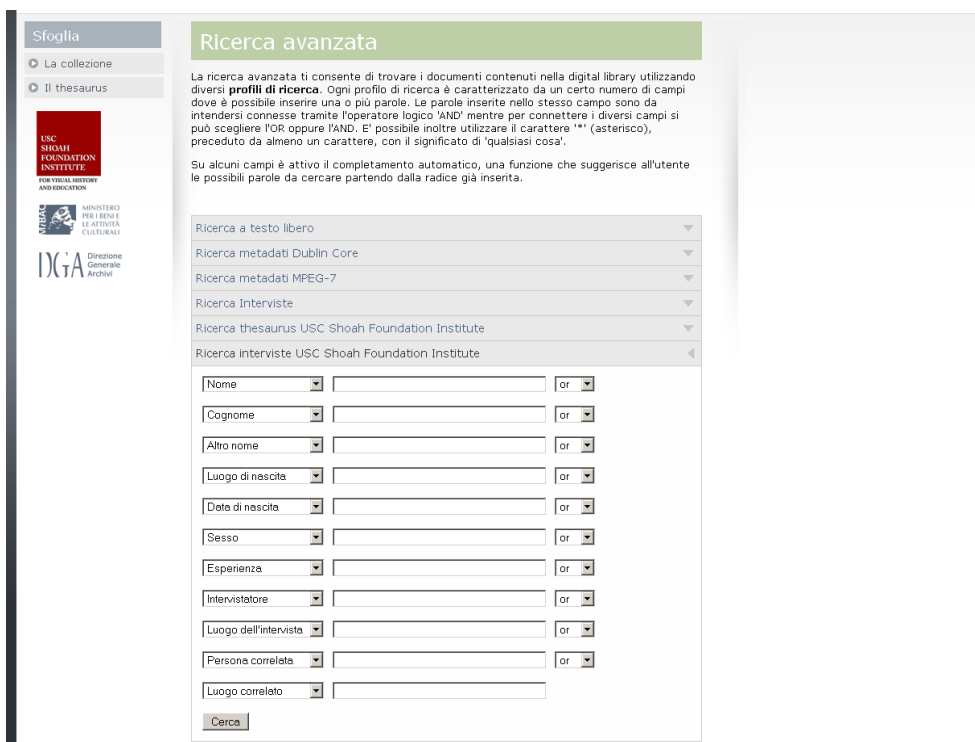 Sfoglia
La collezione
Il thesaurus
USC
SHOAH
FOUNDATION
INSTITUTE
FOR VISUAL HISTORY
AND EDUCATION
MiBAC
MINISTERO
PER I BENI E
LE ATTIVITÀ
CULTURALI
DGA Direzione
Generale
Archivi
Ricerca avanzata
La ricerca avanzata ti consente di trovare i documenti contenuti nella digital library utilizzando
diversi profili di ricerca. Ogni profilo di ricerca è caratterizzato da un certo numero di campi
dove è possibile inserire una o più parole. Le parole inserite nello stesso campo sono da
intendersi connesse tramite l'operatore logico 'AND' mentre per connettere i diversi campi si
può scegliere l'OR oppure l'AND. E' possibile inoltre utilizzare il carattere '*' (asterisco),
preceduto da almeno un carattere, con il significato di 'qualsiasi cosa'.
Su alcuni campi è attivo il completamento automatico, una funzione che suggerisce all'utente
le possibili parole da cercare partendo dalla radice già inserita.
Ricerca a testo libero
Ricerca metadati Dublin Core
Ricerca metadati MPEG-7
Ricerca Interviste
Ricerca thesaurus USC Shoah Foundation Institute
Ricerca interviste USC Shoah Foundation Institute
Nome or
Cognome or
Altro nome or
Luogo di nascita or
Data di nascita or
Sesso or
Esperienza or
Intervistatore or
Luogo dell'intervista or
Persona correlata or
Luogo correlato
Cerca